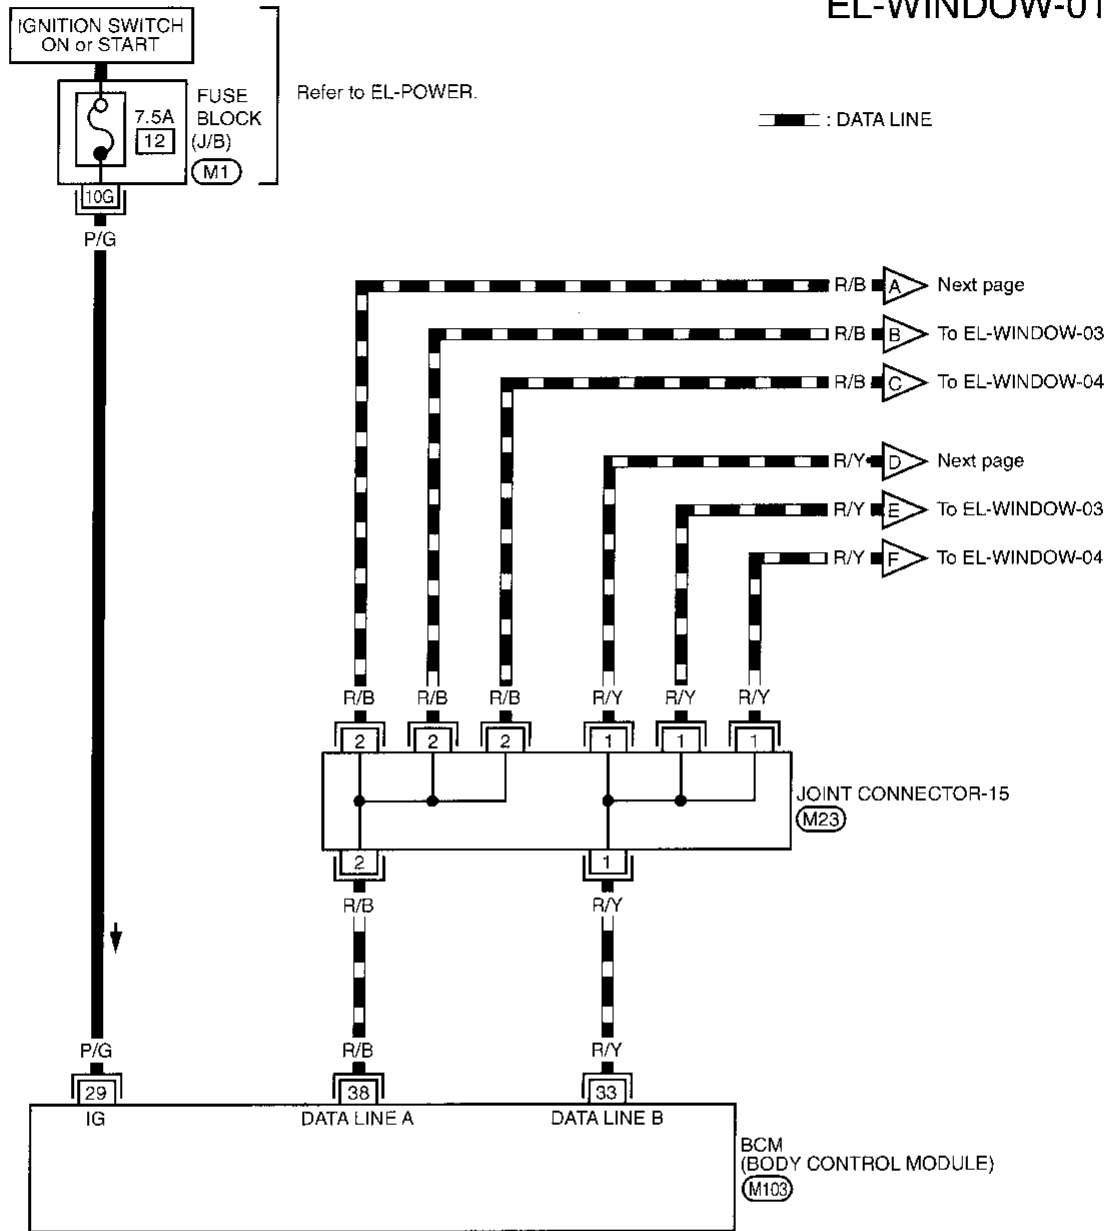 EL-WINDOW-01
IGNITION SWITCH
ON or START
FUSE
BLOCK
(J/B)
M1
7.5A
12
Refer to EL-POWER.
: DATA LINE
10G
P/G
R/B A Next page
R/B B To EL-WINDOW-03
R/B C To EL-WINDOW-04
R/Y D Next page
R/Y E To EL-WINDOW-03
R/Y F To EL-WINDOW-04
R/B R/B R/B R/Y R/Y R/Y
2 2 2 1 1 1
JOINT CONNECTOR-15
M23
2 1
R/B R/Y
P/G R/B R/Y
29 38 33
IG DATA LINE A DATA LINE B
BCM
(BODY CONTROL MODULE)
M103